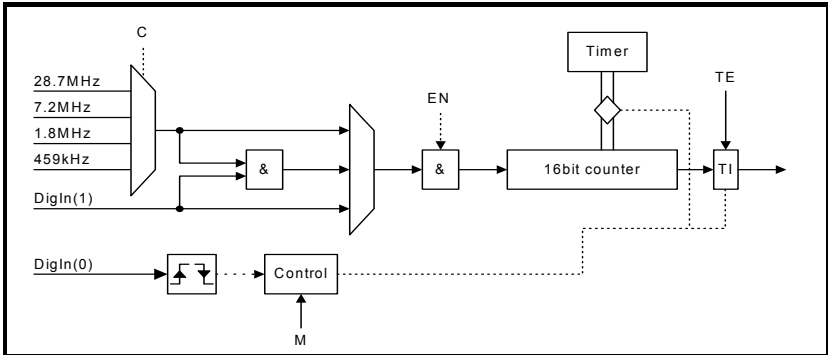 C
Timer
28.7MHz
TE
7.2MHz
EN
1.8MHz
459kHz
&
&
16bit counter
TI
DigIn(1)
DigIn(0)
Control
M